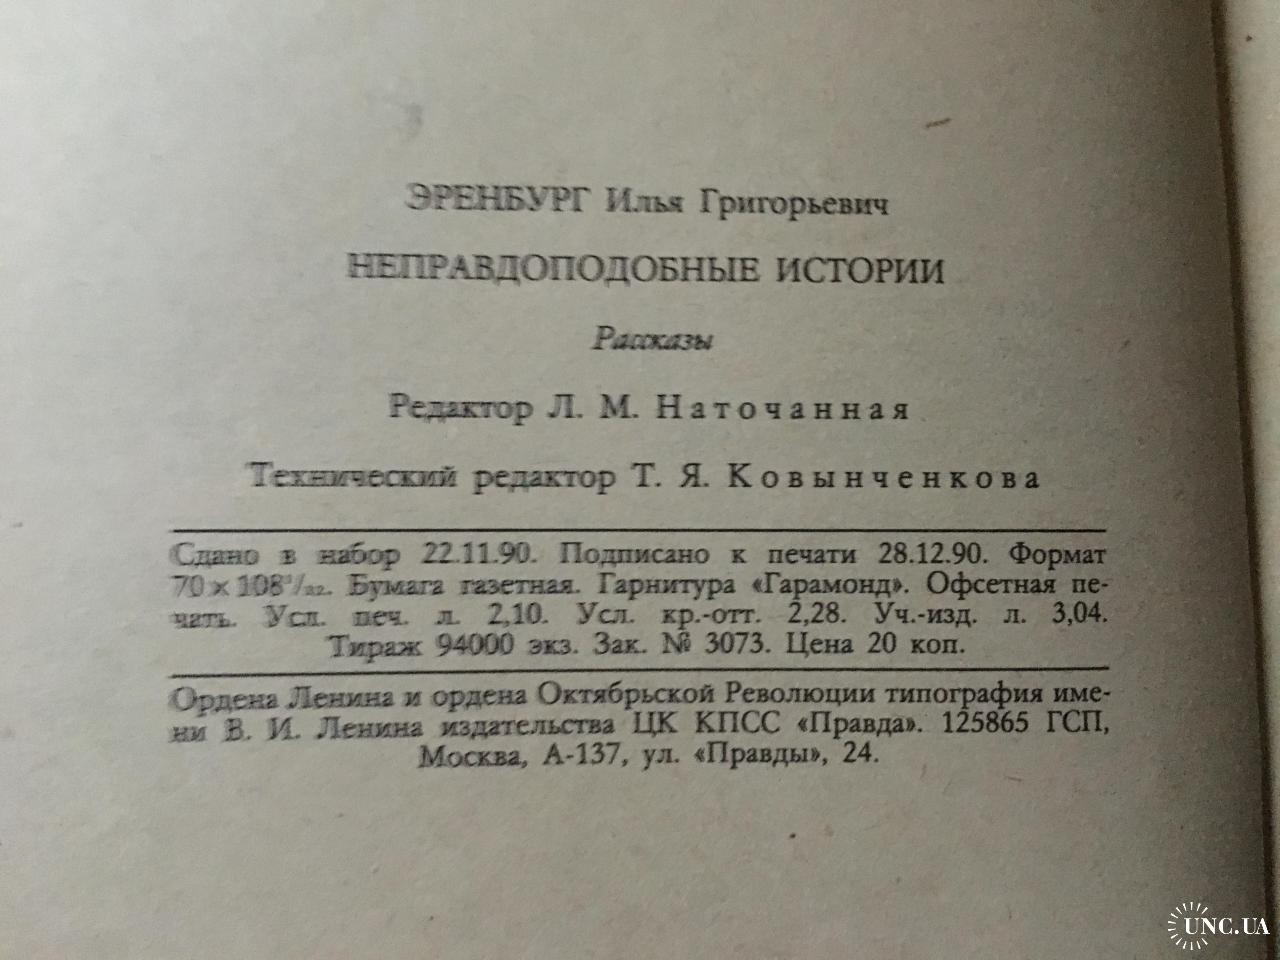 ЭРЕНБУРГ Илья Григорьевич
НЕПРАВДОПОДОБНЫЕ ИСТОРИИ
Рассказы
Редактор Л. М. Наточанная
Технический редактор Т. Я. Ковынченкова
Сдано в набор 22.11.90. Подписано к печати 28.12.90. Формат
70×108¹/₃₂. Бумага газетная. Гарнитура «Гарамонд». Офсетная пе-
чать. Усл. печ. л. 2,10. Усл. кр.-отт. 2,28. Уч.-изд. л. 3,04.
Тираж 94000 экз. Зак. № 3073. Цена 20 коп.
Ордена Ленина и ордена Октябрьской Революции типография име-
ни В. И. Ленина издательства ЦК КПСС «Правда». 125865 ГСП,
Москва, А-137, ул. «Правды», 24.
UNC.UA